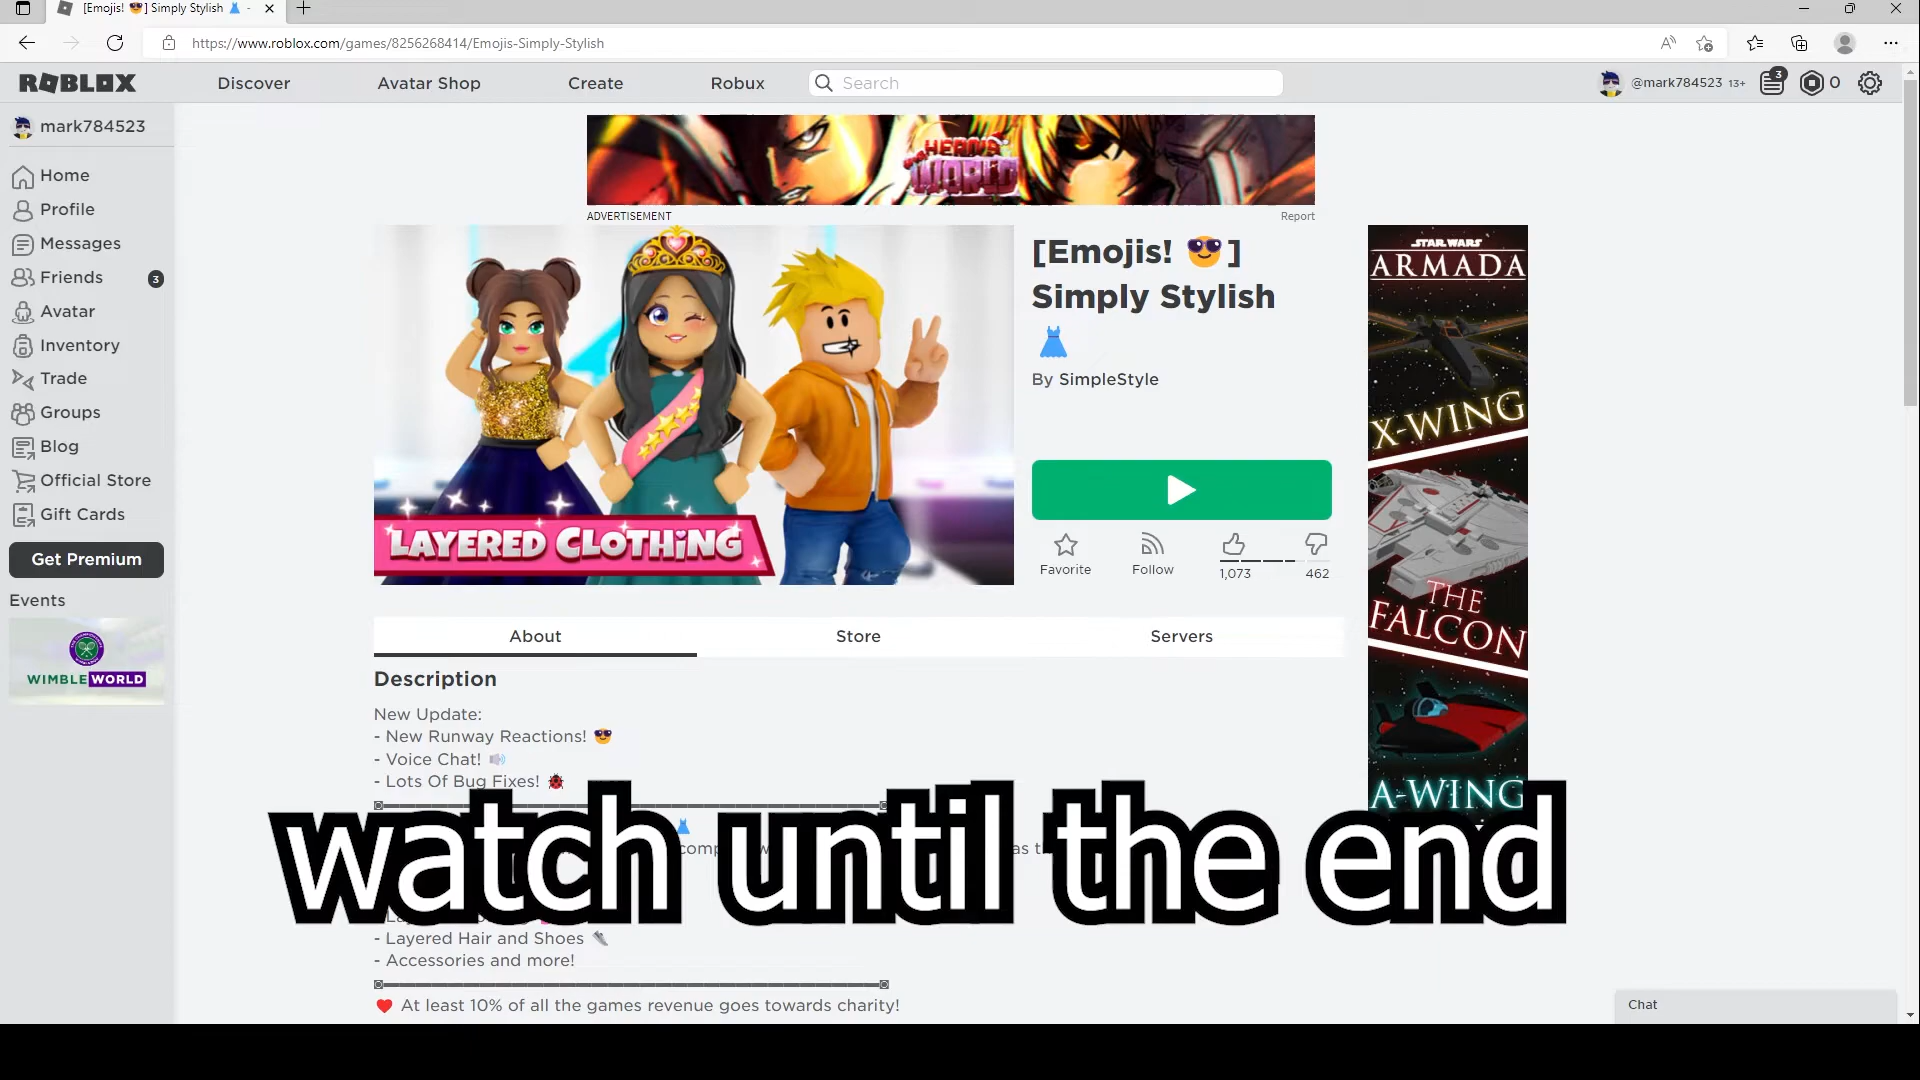 [Emojis! 😎] Simply Stylish 👗 -
https://www.roblox.com/games/8256268414/Emojis-Simply-Stylish
ROBLOX
Discover
Avatar Shop
Create
Robux
Search
@mark784523 13+
3
0
mark784523
Home
Profile
Messages
Friends
3
Avatar
Inventory
Trade
Groups
Blog
Official Store
Gift Cards
Get Premium
Events
WIMBLEWORLD
HEROES
WORLD
ADVERTISEMENT
Report
LAYERED CLOTHING
[Emojis! 😎]
Simply Stylish
👗
By SimpleStyle
Favorite
Follow
1,073
462
STAR WARS
ARMADA
X-WING
THE
FALCON
A-WING
About
Store
Servers
Description
New Update:
- New Runway Reactions! 😎
- Voice Chat! 🔊
- Lots Of Bug Fixes! 🐞
watch until the end
- Layered Hair and Shoes 👟
- Accessories and more!
❤️ At least 10% of all the games revenue goes towards charity!
Chat